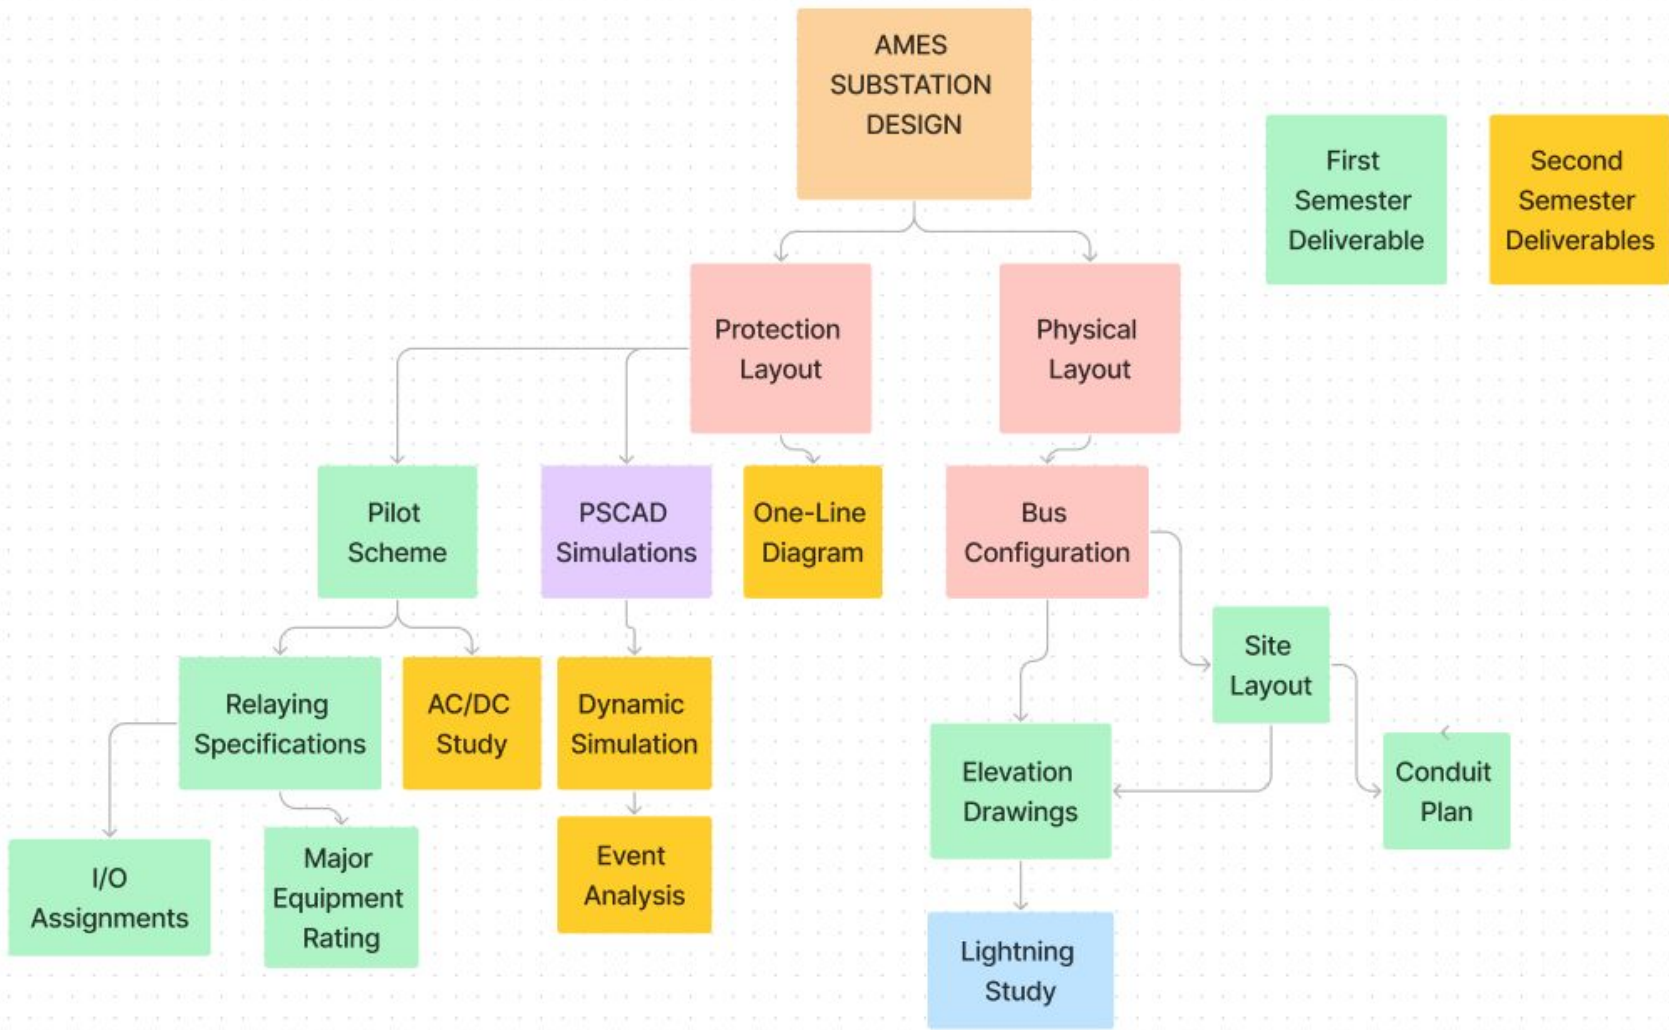 AMES
SUBSTATION
DESIGN
First
Semester
Deliverable
Second
Semester
Deliverables
Protection
Layout
Physical
Layout
Pilot
Scheme
PSCAD
Simulations
One-Line
Diagram
Bus
Configuration
Site
Layout
Relaying
Specifications
AC/DC
Study
Dynamic
Simulation
Elevation
Drawings
Conduit
Plan
I/O
Assignments
Major
Equipment
Rating
Event
Analysis
Lightning
Study